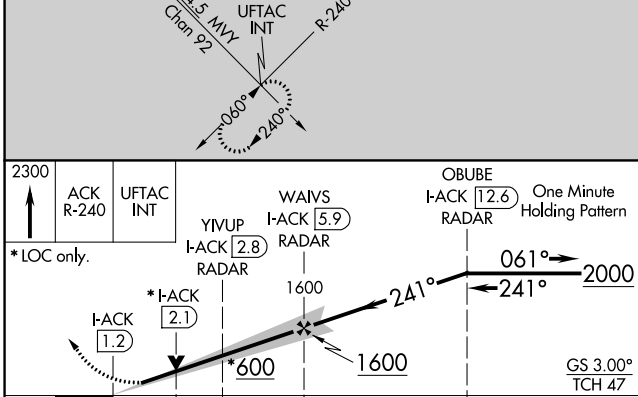 4.5 MVY
Chan 92
UFTAC
INT
R-240
060°
240°
2300
ACK
R-240
UFTAC
INT
* LOC only.
OBUBE
I-ACK 12.6
RADAR
One Minute
Holding Pattern
WAIVS
I-ACK 5.9
RADAR
YIVUP
I-ACK 2.8
RADAR
*I-ACK
2.1
I-ACK
1.2
1600
061°
241°
241°
2000
*600
1600
GS 3.00°
TCH 47